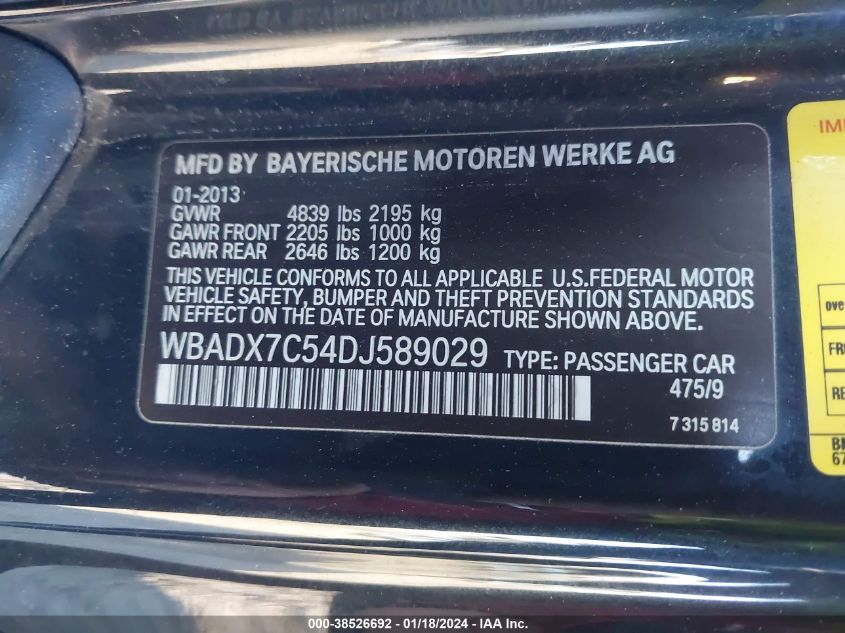 MFD BY BAYERISCHE MOTOREN WERKE AG
01-2013
GVWR 4839 lbs 2195 kg
GAWR FRONT 2205 lbs 1000 kg
GAWR REAR 2646 lbs 1200 kg
THIS VEHICLE CONFORMS TO ALL APPLICABLE U.S.FEDERAL MOTOR
VEHICLE SAFETY, BUMPER AND THEFT PREVENTION STANDARDS
IN EFFECT ON THE DATE OF MANUFACTURE SHOWN ABOVE.
WBADX7C54DJ589029 TYPE: PASSENGER CAR
475/9
7 315 814
000-38526692 - 01/18/2024 - IAA Inc.